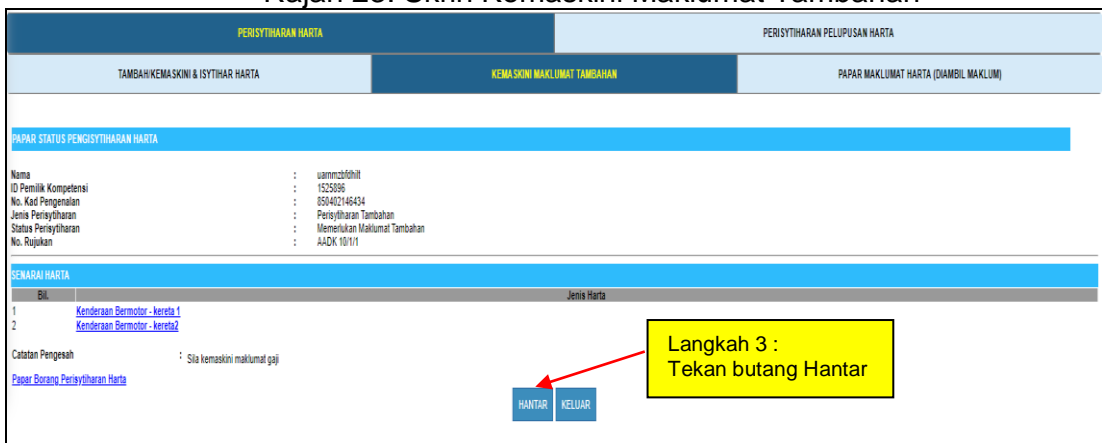 PERISYTIHARAN HARTA
PERISYTIHARAN PELUPUSAN HARTA
TAMBAH/KEMASKINI & ISYTIHAR HARTA
KEMASKINI MAKLUMAT TAMBAHAN
PAPAR MAKLUMAT HARTA (DIAMBIL MAKLUM)
PAPAR STATUS PENGISYTIHARAN HARTA
Nama : uarnmzbfdhilt
ID Pemilik Kompetensi : 1525896
No. Kad Pengenalan : 850402146434
Jenis Perisytiharan : Perisytiharan Tambahan
Status Perisytiharan : Memerlukan Maklumat Tambahan
No. Rujukan : AADK 10/1/1
SENARAI HARTA
Bil. Jenis Harta
1 Kenderaan Bermotor - kereta 1
2 Kenderaan Bermotor - kereta2
Catatan Pengesah : Sila kemaskini maklumat gaji
Papar Borang Perisytiharan Harta
Langkah 3 :
Tekan butang Hantar
HANTAR KELUAR